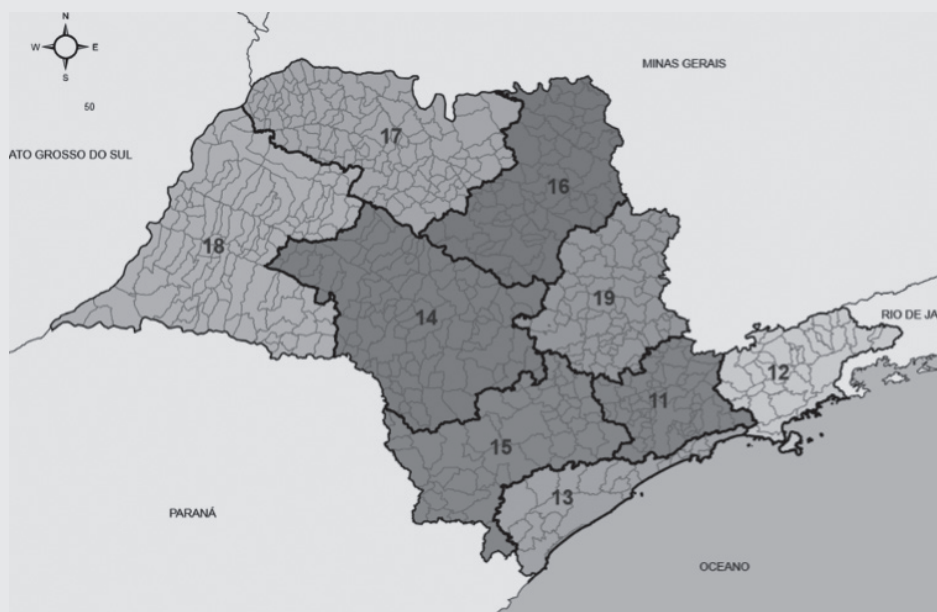 N
W E
S
50
MINAS GERAIS
ATO GROSSO DO SUL
17
16
18
19
14
RIO DE JA
12
11
15
13
PARANÁ
OCEANO